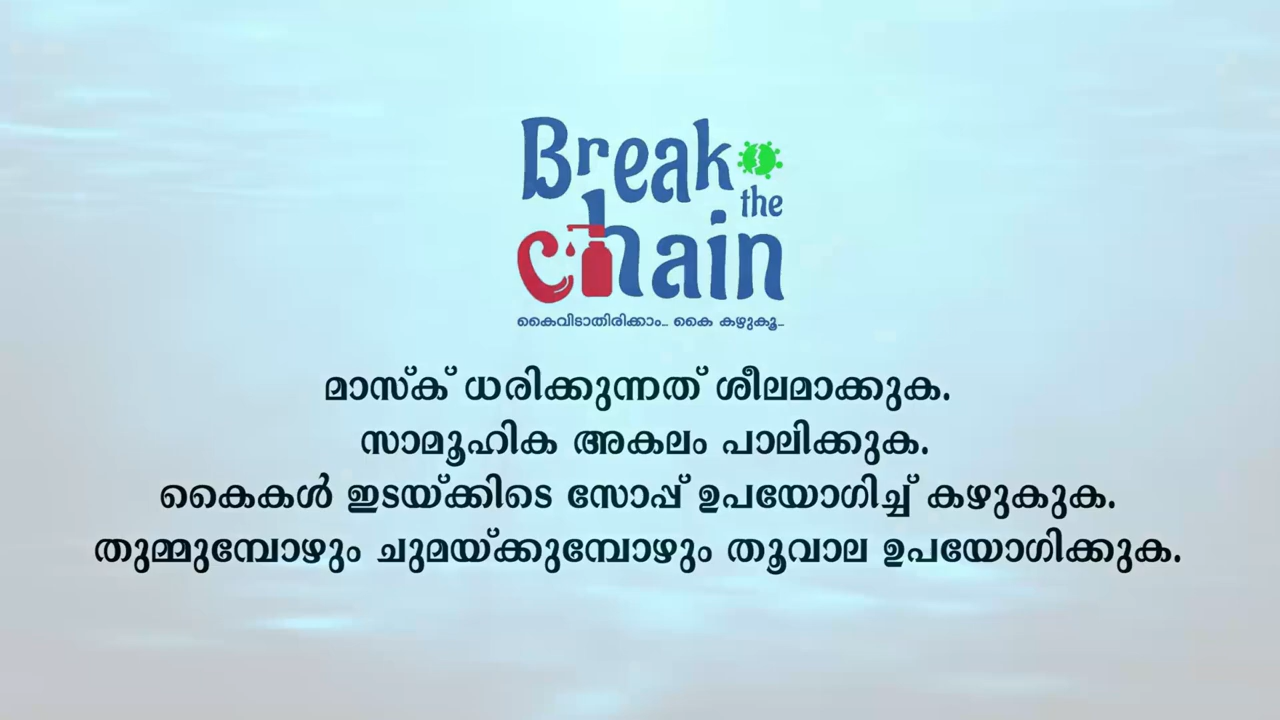 Break
the
chain
കൈവിടാതിരിക്കാം... കൈ കഴുകൂ...
മാസ്ക് ധരിക്കുന്നത് ശീലമാക്കുക.
സാമൂഹിക അകലം പാലിക്കുക.
കൈകൾ ഇടയ്ക്കിടെ സോപ്പ് ഉപയോഗിച്ച് കഴുകുക.
തുമ്മുമ്പോഴും ചുമയ്ക്കുമ്പോഴും തൂവാല ഉപയോഗിക്കുക.